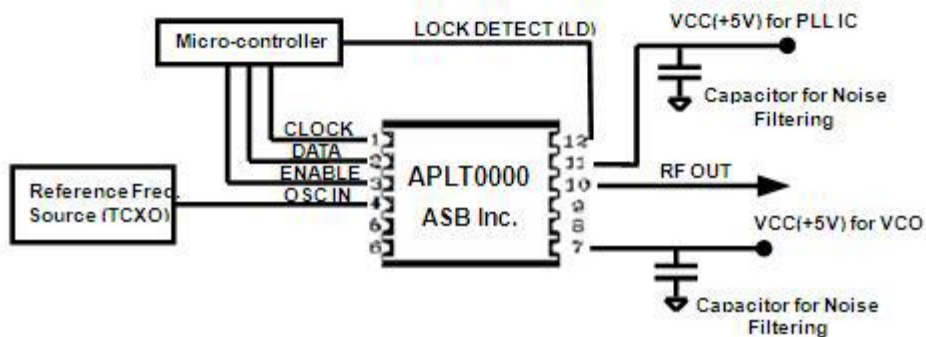 Micro-controller
LOCK DETECT (LD)
VCC(+5V) for PLL IC
Capacitor for Noise
Filtering
CLOCK
DATA
ENABLE
OSC IN
Reference Freq.
Source (TCXO)
1
2
3
4
5
6
APLT0000
ASB Inc.
12
11
10
9
8
7
RF OUT
VCC(+5V) for VCO
Capacitor for Noise
Filtering